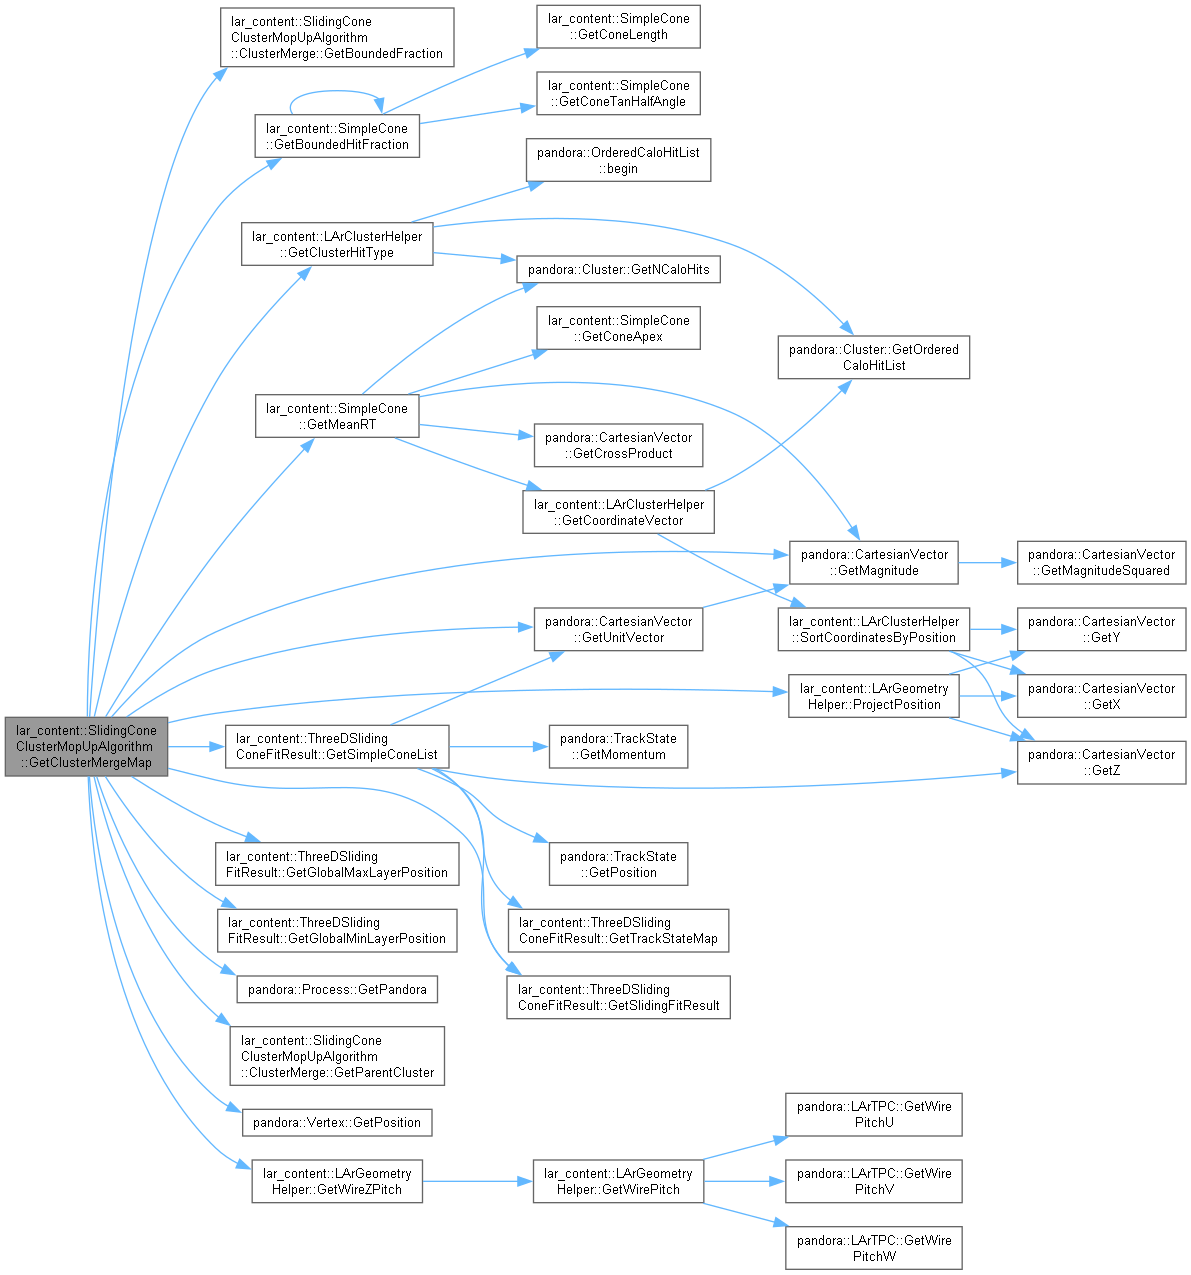 lar_content::SlidingCone
ClusterMopUpAlgorithm
::GetClusterMergeMap
lar_content::SlidingCone
ClusterMopUpAlgorithm
::ClusterMerge::GetBoundedFraction
lar_content::SimpleCone
::GetBoundedHitFraction
lar_content::SimpleCone
::GetConeLength
lar_content::SimpleCone
::GetConeTanHalfAngle
lar_content::LArClusterHelper
::GetClusterHitType
pandora::OrderedCaloHitList
::begin
pandora::Cluster::GetNCaloHits
pandora::Cluster::GetOrdered
CaloHitList
lar_content::SimpleCone
::GetMeanRT
lar_content::SimpleCone
::GetConeApex
pandora::CartesianVector
::GetCrossProduct
lar_content::LArClusterHelper
::GetCoordinateVector
pandora::CartesianVector
::GetMagnitude
pandora::CartesianVector
::GetMagnitudeSquared
lar_content::LArClusterHelper
::SortCoordinatesByPosition
pandora::CartesianVector
::GetY
pandora::CartesianVector
::GetX
pandora::CartesianVector
::GetZ
pandora::CartesianVector
::GetUnitVector
lar_content::LArGeometry
Helper::ProjectPosition
lar_content::ThreeDSliding
ConeFitResult::GetSimpleConeList
pandora::TrackState
::GetMomentum
pandora::TrackState
::GetPosition
lar_content::ThreeDSliding
ConeFitResult::GetTrackStateMap
lar_content::ThreeDSliding
ConeFitResult::GetSlidingFitResult
lar_content::ThreeDSliding
FitResult::GetGlobalMaxLayerPosition
lar_content::ThreeDSliding
FitResult::GetGlobalMinLayerPosition
pandora::Process::GetPandora
lar_content::SlidingCone
ClusterMopUpAlgorithm
::ClusterMerge::GetParentCluster
pandora::Vertex::GetPosition
lar_content::LArGeometry
Helper::GetWireZPitch
lar_content::LArGeometry
Helper::GetWirePitch
pandora::LArTPC::GetWire
PitchU
pandora::LArTPC::GetWire
PitchV
pandora::LArTPC::GetWire
PitchW